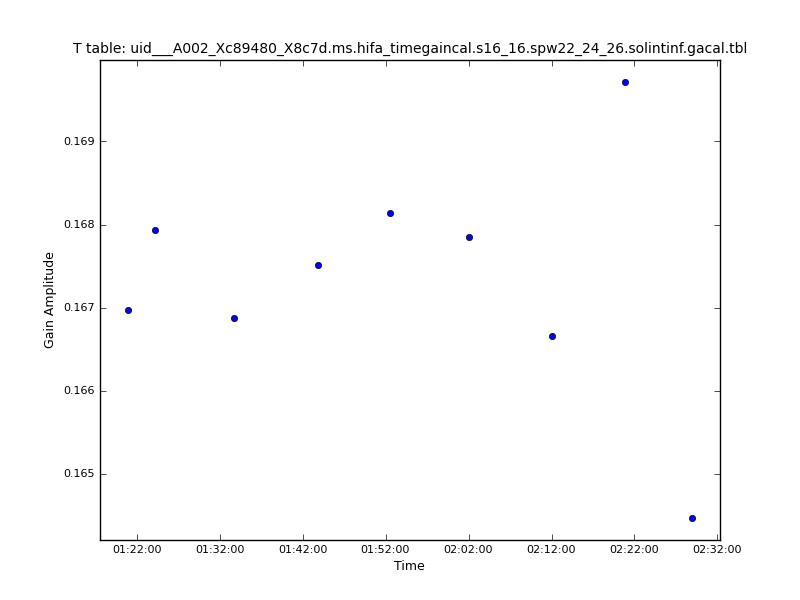 T table: uid___A002_Xc89480_X8c7d.ms.hifa_timegaincal.s16_16.spw22_24_26.solintinf.gacal.tbl
0.169
0.168
0.167
0.166
0.165
Gain Amplitude
01:22:00 01:32:00 01:42:00 01:52:00 02:02:00 02:12:00 02:22:00 02:32:00
Time